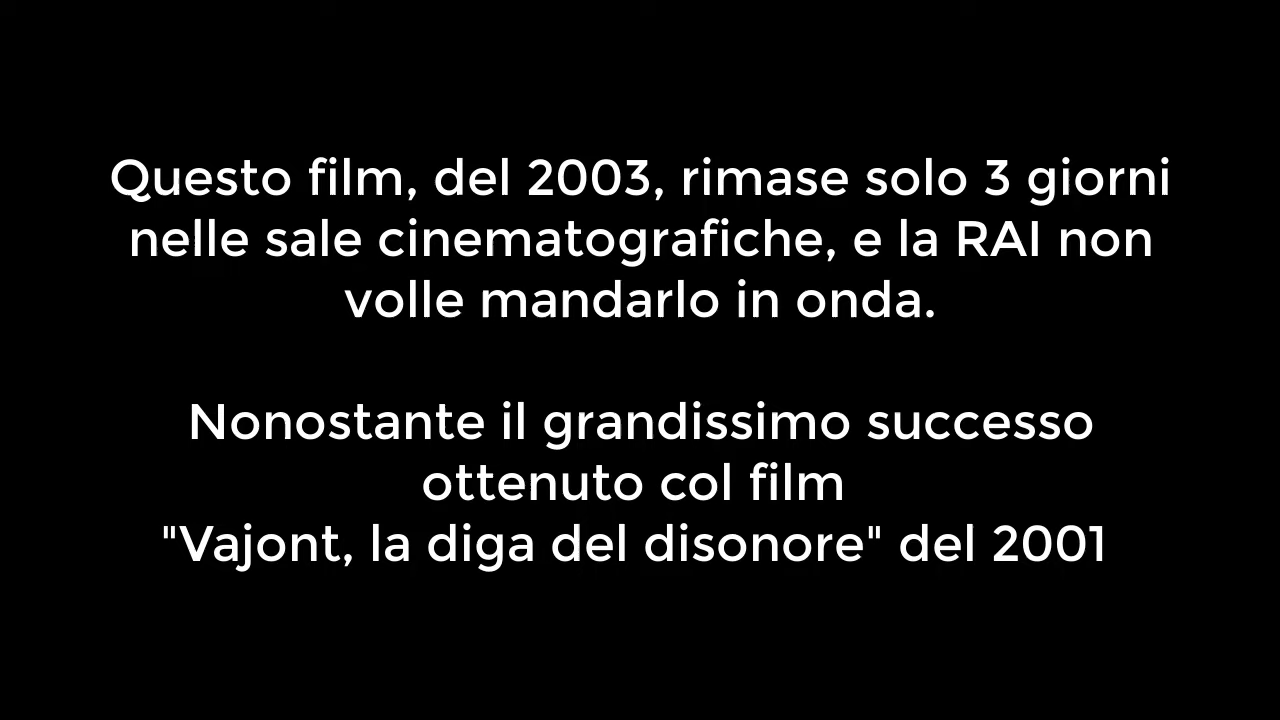 Questo film, del 2003, rimase solo 3 giorni
nelle sale cinematografiche, e la RAI non
volle mandarlo in onda.
Nonostante il grandissimo successo
ottenuto col film
"Vajont, la diga del disonore" del 2001